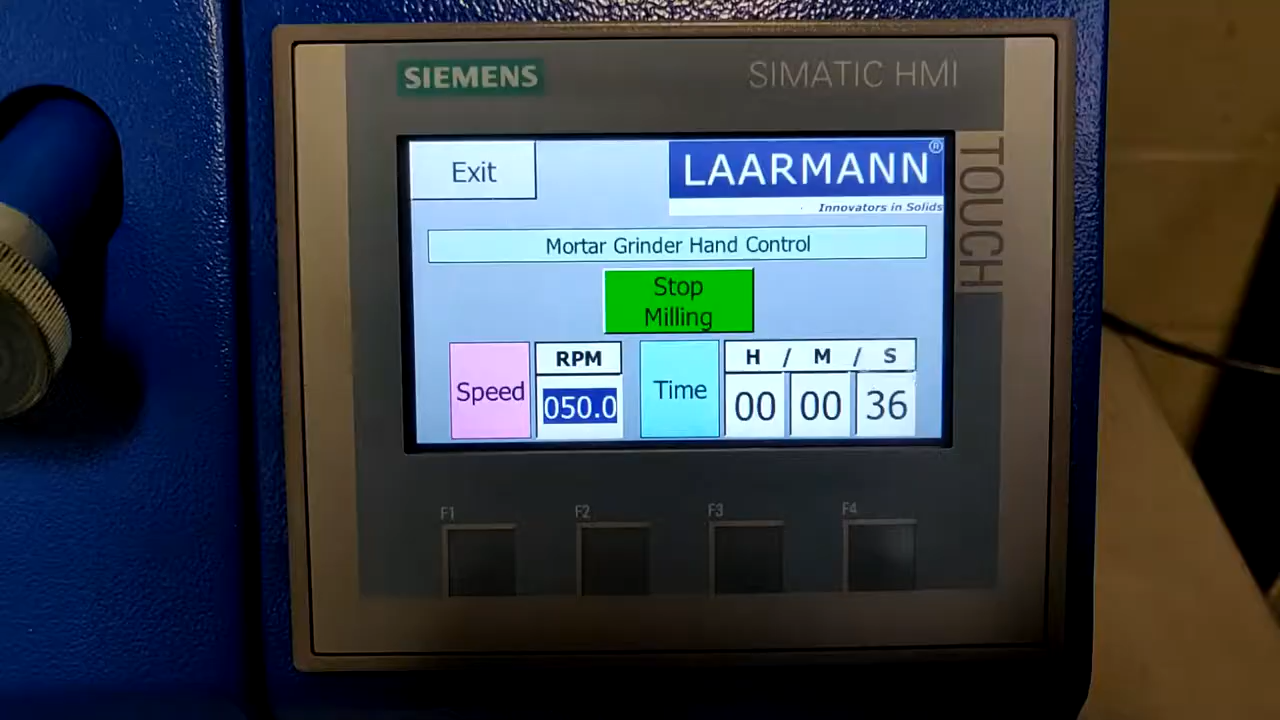 SIEMENS
SIMATIC HMI
TOUCH
Exit
LAARMANN®
Innovators in Solids
Mortar Grinder Hand Control
Stop
Milling
Speed
RPM
050.0
Time
H / M / S
00 00 36
F1 F2 F3 F4